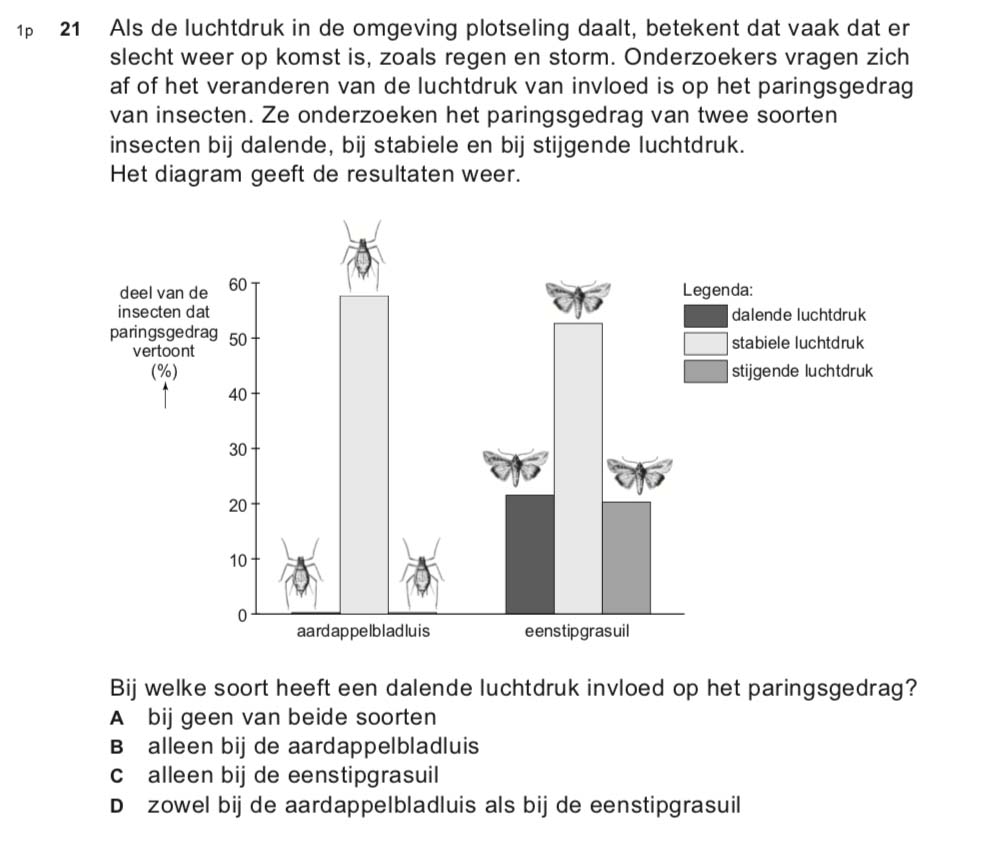 1p 21 Als de luchtdruk in de omgeving plotseling daalt, betekent dat vaak dat er
slecht weer op komst is, zoals regen en storm. Onderzoekers vragen zich
af of het veranderen van de luchtdruk van invloed is op het paringsgedrag
van insecten. Ze onderzoeken het paringsgedrag van twee soorten
insecten bij dalende, bij stabiele en bij stijgende luchtdruk.
Het diagram geeft de resultaten weer.
deel van de
insecten dat
paringsgedrag
vertoont
(%)
60
50
40
30
20
10
0
aardappelbladluis
eenstipgrasuil
Legenda:
dalende luchtdruk
stabiele luchtdruk
stijgende luchtdruk
Bij welke soort heeft een dalende luchtdruk invloed op het paringsgedrag?
A bij geen van beide soorten
B alleen bij de aardappelbladluis
C alleen bij de eenstipgrasuil
D zowel bij de aardappelbladluis als bij de eenstipgrasuil